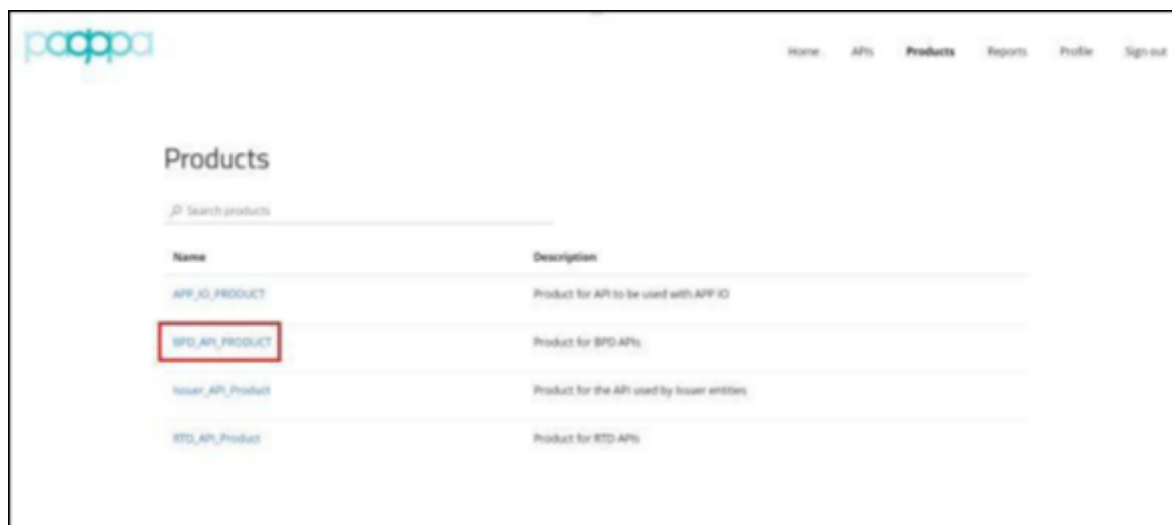 pagopa
Home APIs Products Reports Profile Sign out
Products
Search products
Name Description
APP_IO_PRODUCT Product for API to be used with APP IO
BPD_API_PRODUCT Product for BPD APIs
Issuer_API_Product Product for the API used by Issuer entities
RTD_API_Product Product for RTD APIs